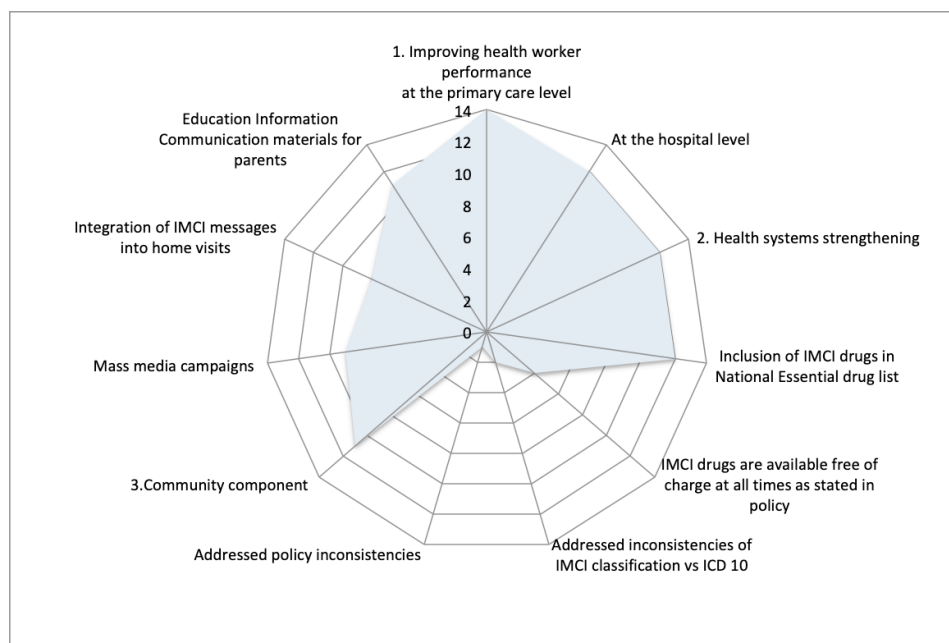 1. Improving health worker
performance
at the primary care level
Education Information
Communication materials for
parents
At the hospital level
Integration of IMCI messages
into home visits
2. Health systems strengthening
14
12
10
8
6
4
2
0
Mass media campaigns
Inclusion of IMCI drugs in
National Essential drug list
3.Community component
IMCI drugs are available free of
charge at all times as stated in
policy
Addressed policy inconsistencies
Addressed inconsistencies of
IMCI classification vs ICD 10